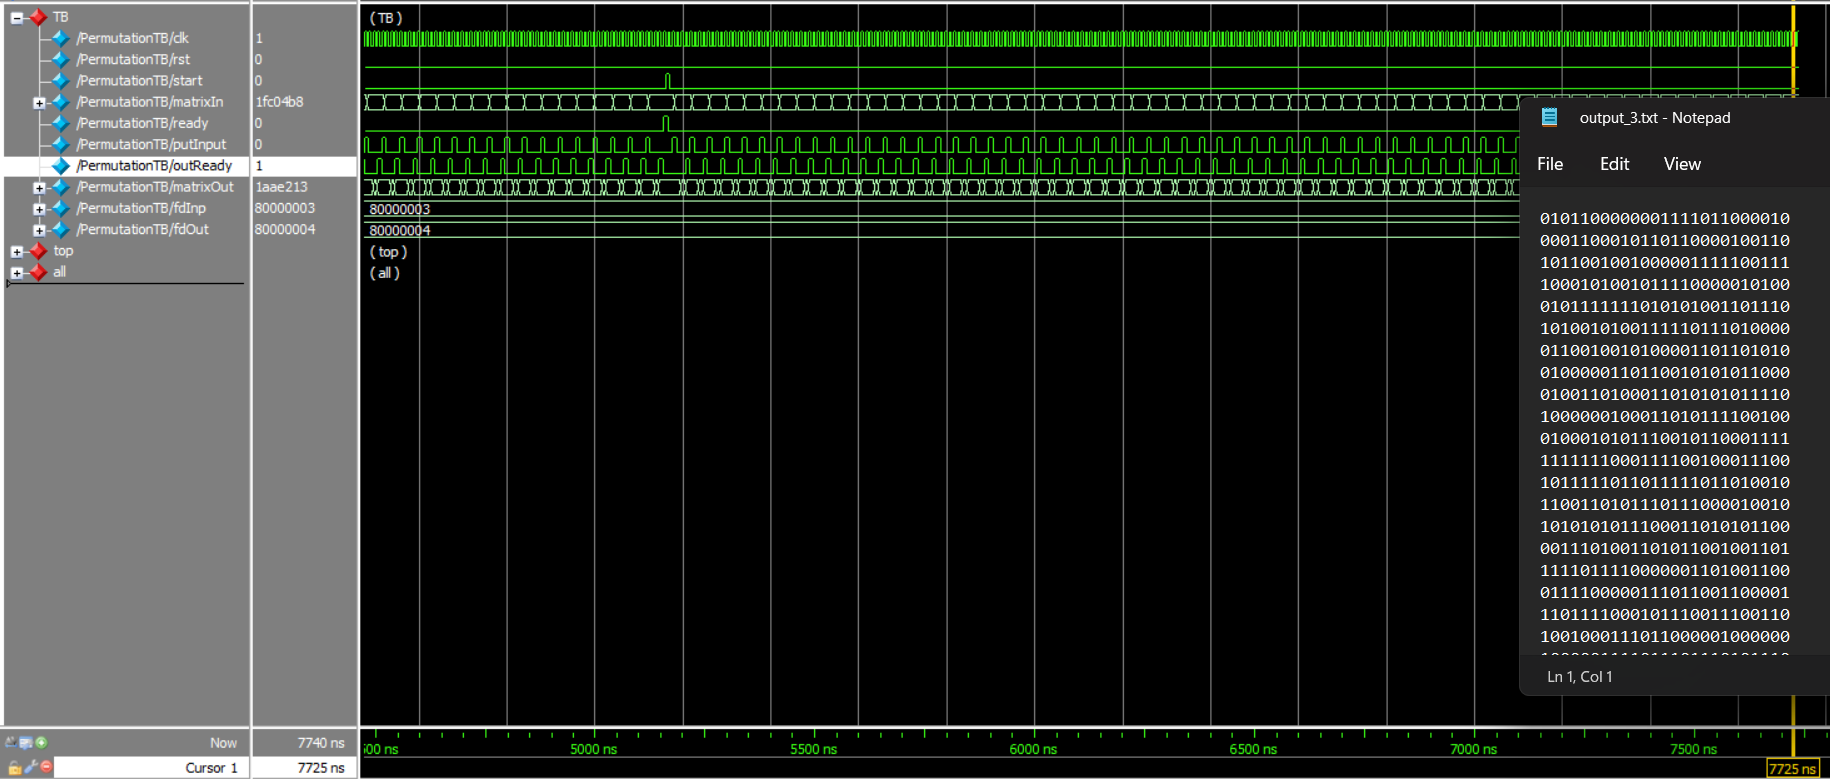 TB
/PermutationTB/clk 1
/PermutationTB/rst 0
/PermutationTB/start 0
/PermutationTB/matrixIn 1fc04b8
/PermutationTB/ready 0
/PermutationTB/putInput 0
/PermutationTB/outReady 1
/PermutationTB/matrixOut 1aae213
/PermutationTB/fdInp 80000003
/PermutationTB/fdOut 80000004
top
all
( TB )
80000003
80000004
( top )
( all )
output_3.txt - Notepad
File Edit View
0101100000001111011000010
0001100010110110000100110
1011001001000001111100111
1000101001011110000010100
0101111111010101001101110
1010010100111110111010000
0110010010100001101101010
0100000110110010101011000
0100110100011010101011110
1000000100011010111100100
0100010101110010110001111
1111111000111100100011100
1011111011011111011010010
1100110101110111000010010
1010101011100011010101100
0011101001101011001001101
1111011110000001101001100
0111100000111011001100001
1101111000101110011100110
1001000111011000001000000
Ln 1, Col 1
Now 7740 ns
Cursor 1 7725 ns
500 ns 5000 ns 5500 ns 6000 ns 6500 ns 7000 ns 7500 ns
7725 ns